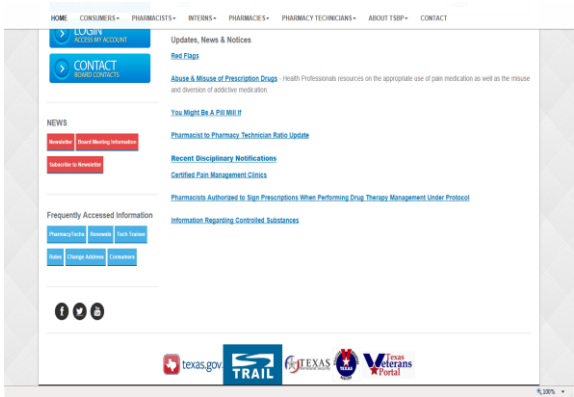 HOME CONSUMERS PHARMACISTS INTERNS PHARMACIES PHARMACY TECHNICIANS ABOUT TSBP CONTACT
LOGIN
ACCESS MY ACCOUNT
CONTACT
BOARD CONTACTS
NEWS
Newsletter Board Meeting Information
Subscribe to Newsletter
Frequently Accessed Information
PharmacyTechs Renewals Tech Trainee
Rules Change Address Consumers
Updates, News & Notices
Red Flags
Abuse & Misuse of Prescription Drugs - Health Professionals resources on the appropriate use of pain medication as well as the misuse
and diversion of addictive medication.
You Might Be A Pill Mill If
Pharmacist to Pharmacy Technician Ratio Update
Recent Disciplinary Notifications
Certified Pain Management Clinics
Pharmacists Authorized to Sign Prescriptions When Performing Drug Therapy Management Under Protocol
Information Regarding Controlled Substances
texas.gov
TRAIL
TEXAS
TEXAS
Texas
Veterans
Portal
100%